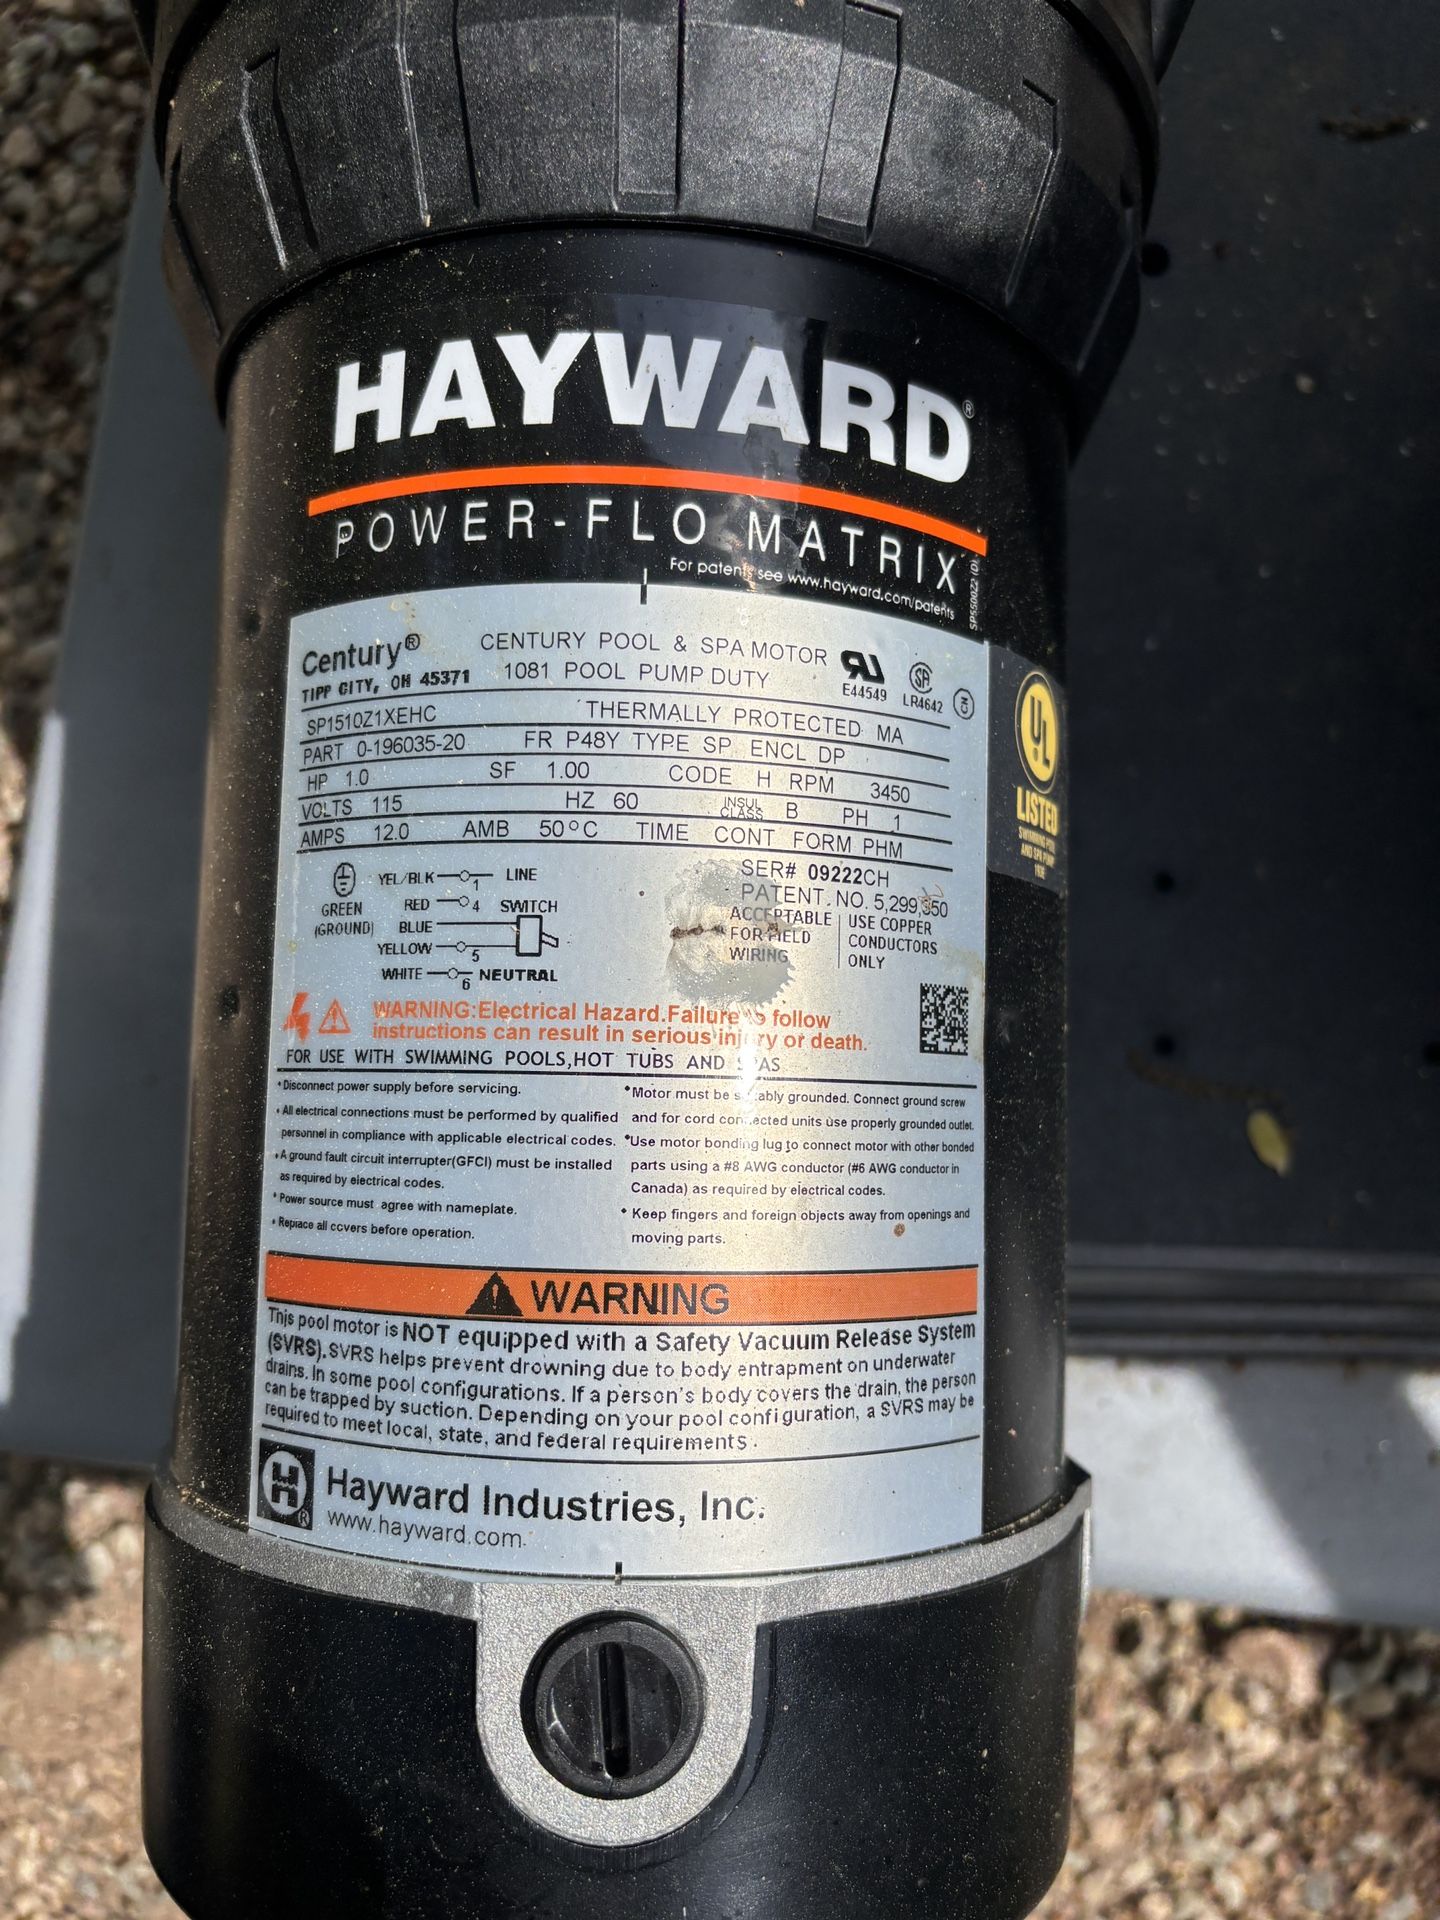 HAYWARD®
POWER-FLO MATRIX
For patents see www.hayward.com/patents
SP550022 (D)
Century® CENTURY POOL & SPA MOTOR
TIPP CITY, OH 45371 1081 POOL PUMP DUTY
E44549 LR4642
SP1510Z1XEHC THERMALLY PROTECTED MA
PART 0-196035-20 FR P48Y TYPE SP ENCL DP
HP 1.0 SF 1.00 CODE H RPM 3450
VOLTS 115 HZ 60 INSUL CLASS B PH 1
AMPS 12.0 AMB 50°C TIME CONT FORM PHM
UL
LISTED
SWIMMING POOL
AND SPA PUMP
SER# 09222CH
PATENT. NO. 5,299,350
GREEN
(GROUND)
YEL/BLK 1 LINE
RED 4 SWITCH
BLUE
YELLOW 5
WHITE 6 NEUTRAL
ACCEPTABLE
FOR FIELD
WIRING
USE COPPER
CONDUCTORS
ONLY
WARNING:Electrical Hazard.Failure to follow
instructions can result in serious injury or death.
FOR USE WITH SWIMMING POOLS,HOT TUBS AND SPAS
• Disconnect power supply before servicing.
• All electrical connections must be performed by qualified
personnel in compliance with applicable electrical codes.
• A ground fault circuit interrupter(GFCI) must be installed
as required by electrical codes.
• Power source must agree with nameplate.
• Replace all covers before operation.
• Motor must be suitably grounded. Connect ground screw
and for cord connected units use properly grounded outlet.
• Use motor bonding lug to connect motor with other bonded
parts using a #8 AWG conductor (#6 AWG conductor in
Canada) as required by electrical codes.
• Keep fingers and foreign objects away from openings and
moving parts.
WARNING
This pool motor is NOT equipped with a Safety Vacuum Release System
(SVRS). SVRS helps prevent drowning due to body entrapment on underwater
drains. In some pool configurations. If a person's body covers the drain, the person
can be trapped by suction. Depending on your pool configuration, a SVRS may be
required to meet local, state, and federal requirements.
H® Hayward Industries, Inc.
www.hayward.com